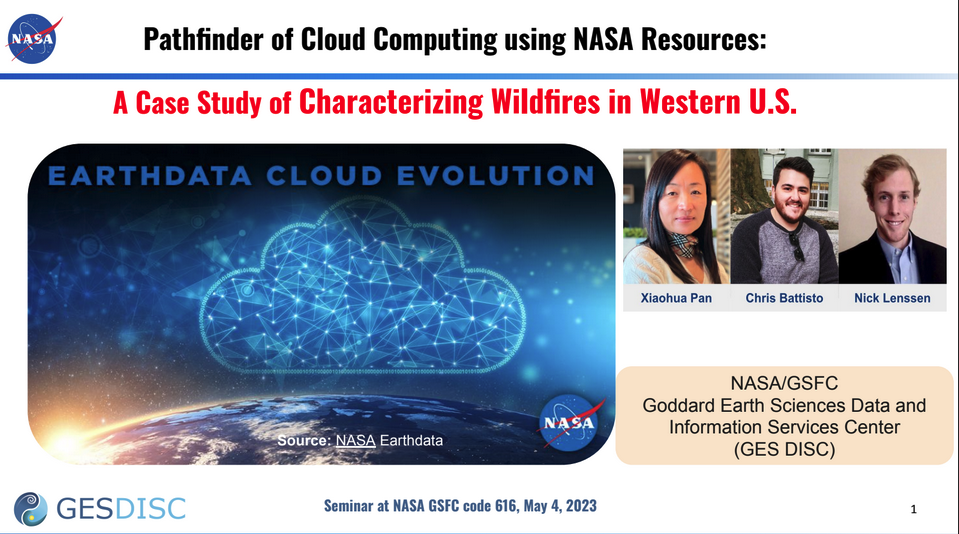 NASA
Pathfinder of Cloud Computing using NASA Resources:
A Case Study of Characterizing Wildfires in Western U.S.
EARTHDATA CLOUD EVOLUTION
NASA
Source: NASA Earthdata
Xiaohua Pan
Chris Battisto
Nick Lenssen
NASA/GSFC
Goddard Earth Sciences Data and
Information Services Center
(GES DISC)
GESDISC
Seminar at NASA GSFC code 616, May 4, 2023
1